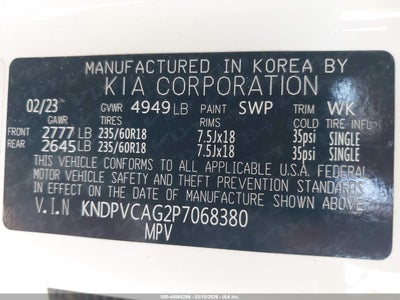 MANUFACTURED IN KOREA BY
KIA CORPORATION
02/23 GVWR 4949LB PAINT SWP TRIM WK
GAWR TIRES RIMS COLD TIRE INFL.
FRONT 2777LB 235/60R18 7.5Jx18 35psi SINGLE
REAR 2645LB 235/60R18 7.5Jx18 35psi SINGLE
THIS VEHICLE CONFORMS TO ALL APPLICABLE U.S.A. FEDERAL
MOTOR VEHICLE SAFETY AND THEFT PREVENTION STANDARDS
IN EFFECT ON THE DATE OF MANUFACTURE SHOWN ABOVE.
V.I.N KNDPVCAG2P7068380
MPV